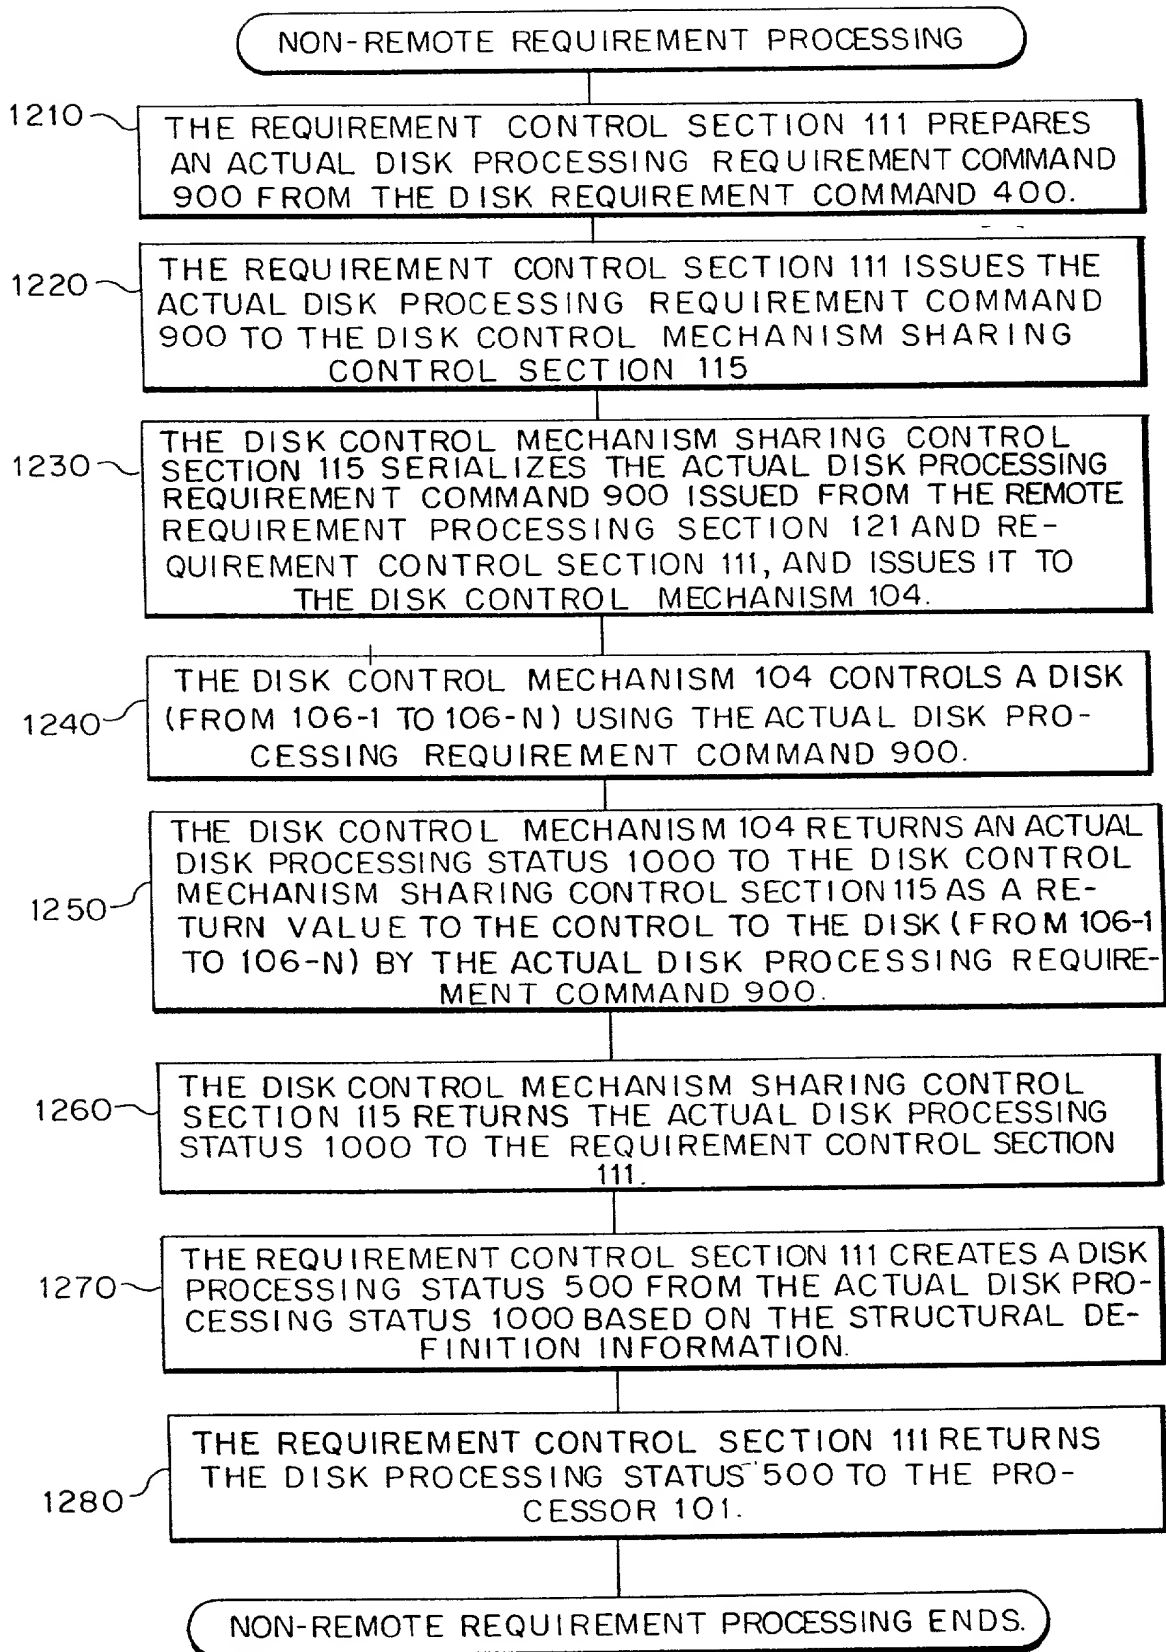 NON-REMOTE REQUIREMENT PROCESSING
1210
THE REQUIREMENT CONTROL SECTION 111 PREPARES
AN ACTUAL DISK PROCESSING REQUIREMENT COMMAND
900 FROM THE DISK REQUIREMENT COMMAND 400.
1220
THE REQUIREMENT CONTROL SECTION 111 ISSUES THE
ACTUAL DISK PROCESSING REQUIREMENT COMMAND
900 TO THE DISK CONTROL MECHANISM SHARING
CONTROL SECTION 115
1230
THE DISK CONTROL MECHANISM SHARING CONTROL
SECTION 115 SERIALIZES THE ACTUAL DISK PROCESSING
REQUIREMENT COMMAND 900 ISSUED FROM THE REMOTE
REQUIREMENT PROCESSING SECTION 121 AND RE-
QUIREMENT CONTROL SECTION 111, AND ISSUES IT TO
THE DISK CONTROL MECHANISM 104.
1240
THE DISK CONTROL MECHANISM 104 CONTROLS A DISK
(FROM 106-1 TO 106-N) USING THE ACTUAL DISK PRO-
CESSING REQUIREMENT COMMAND 900.
1250
THE DISK CONTROL MECHANISM 104 RETURNS AN ACTUAL
DISK PROCESSING STATUS 1000 TO THE DISK CONTROL
MECHANISM SHARING CONTROL SECTION 115 AS A RE-
TURN VALUE TO THE CONTROL TO THE DISK (FROM 106-1
TO 106-N) BY THE ACTUAL DISK PROCESSING REQUIRE-
MENT COMMAND 900.
1260
THE DISK CONTROL MECHANISM SHARING CONTROL
SECTION 115 RETURNS THE ACTUAL DISK PROCESSING
STATUS 1000 TO THE REQUIREMENT CONTROL SECTION
111.
1270
THE REQUIREMENT CONTROL SECTION 111 CREATES A DISK
PROCESSING STATUS 500 FROM THE ACTUAL DISK PRO-
CESSING STATUS 1000 BASED ON THE STRUCTURAL DE-
FINITION INFORMATION.
1280
THE REQUIREMENT CONTROL SECTION 111 RETURNS
THE DISK PROCESSING STATUS 500 TO THE PRO-
CESSOR 101.
NON-REMOTE REQUIREMENT PROCESSING ENDS.